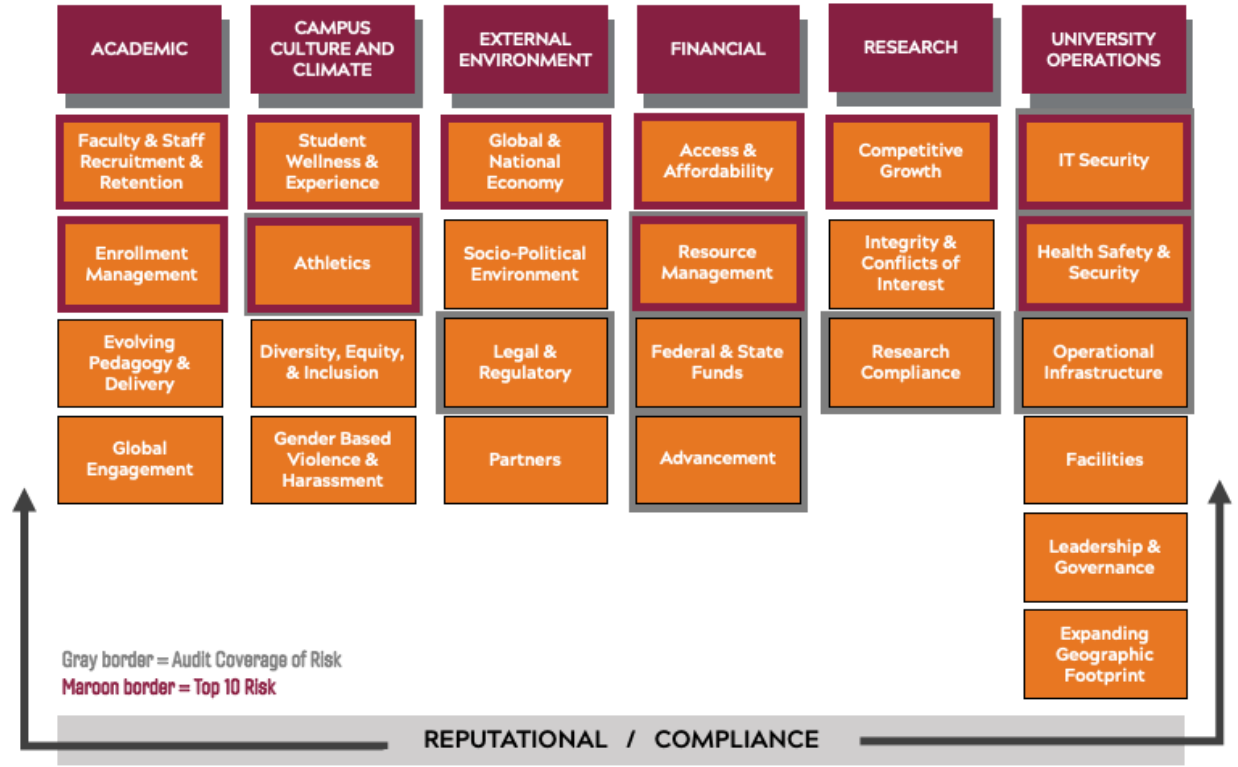 ACADEMIC
CAMPUS
CULTURE AND
CLIMATE
EXTERNAL
ENVIRONMENT
FINANCIAL
RESEARCH
UNIVERSITY
OPERATIONS
Faculty & Staff
Recruitment &
Retention
Student
Wellness &
Experience
Global &
National
Economy
Access &
Affordability
Competitive
Growth
IT Security
Enrollment
Management
Athletics
Socio-Political
Environment
Resource
Management
Integrity &
Conflicts of
Interest
Health Safety &
Security
Evolving
Pedagogy &
Delivery
Diversity, Equity,
& Inclusion
Legal &
Regulatory
Federal & State
Funds
Research
Compliance
Operational
Infrastructure
Global
Engagement
Gender Based
Violence &
Harassment
Partners
Advancement
Facilities
Leadership &
Governance
Expanding
Geographic
Footprint
Gray border = Audit Coverage of Risk
Maroon border = Top 10 Risk
REPUTATIONAL / COMPLIANCE